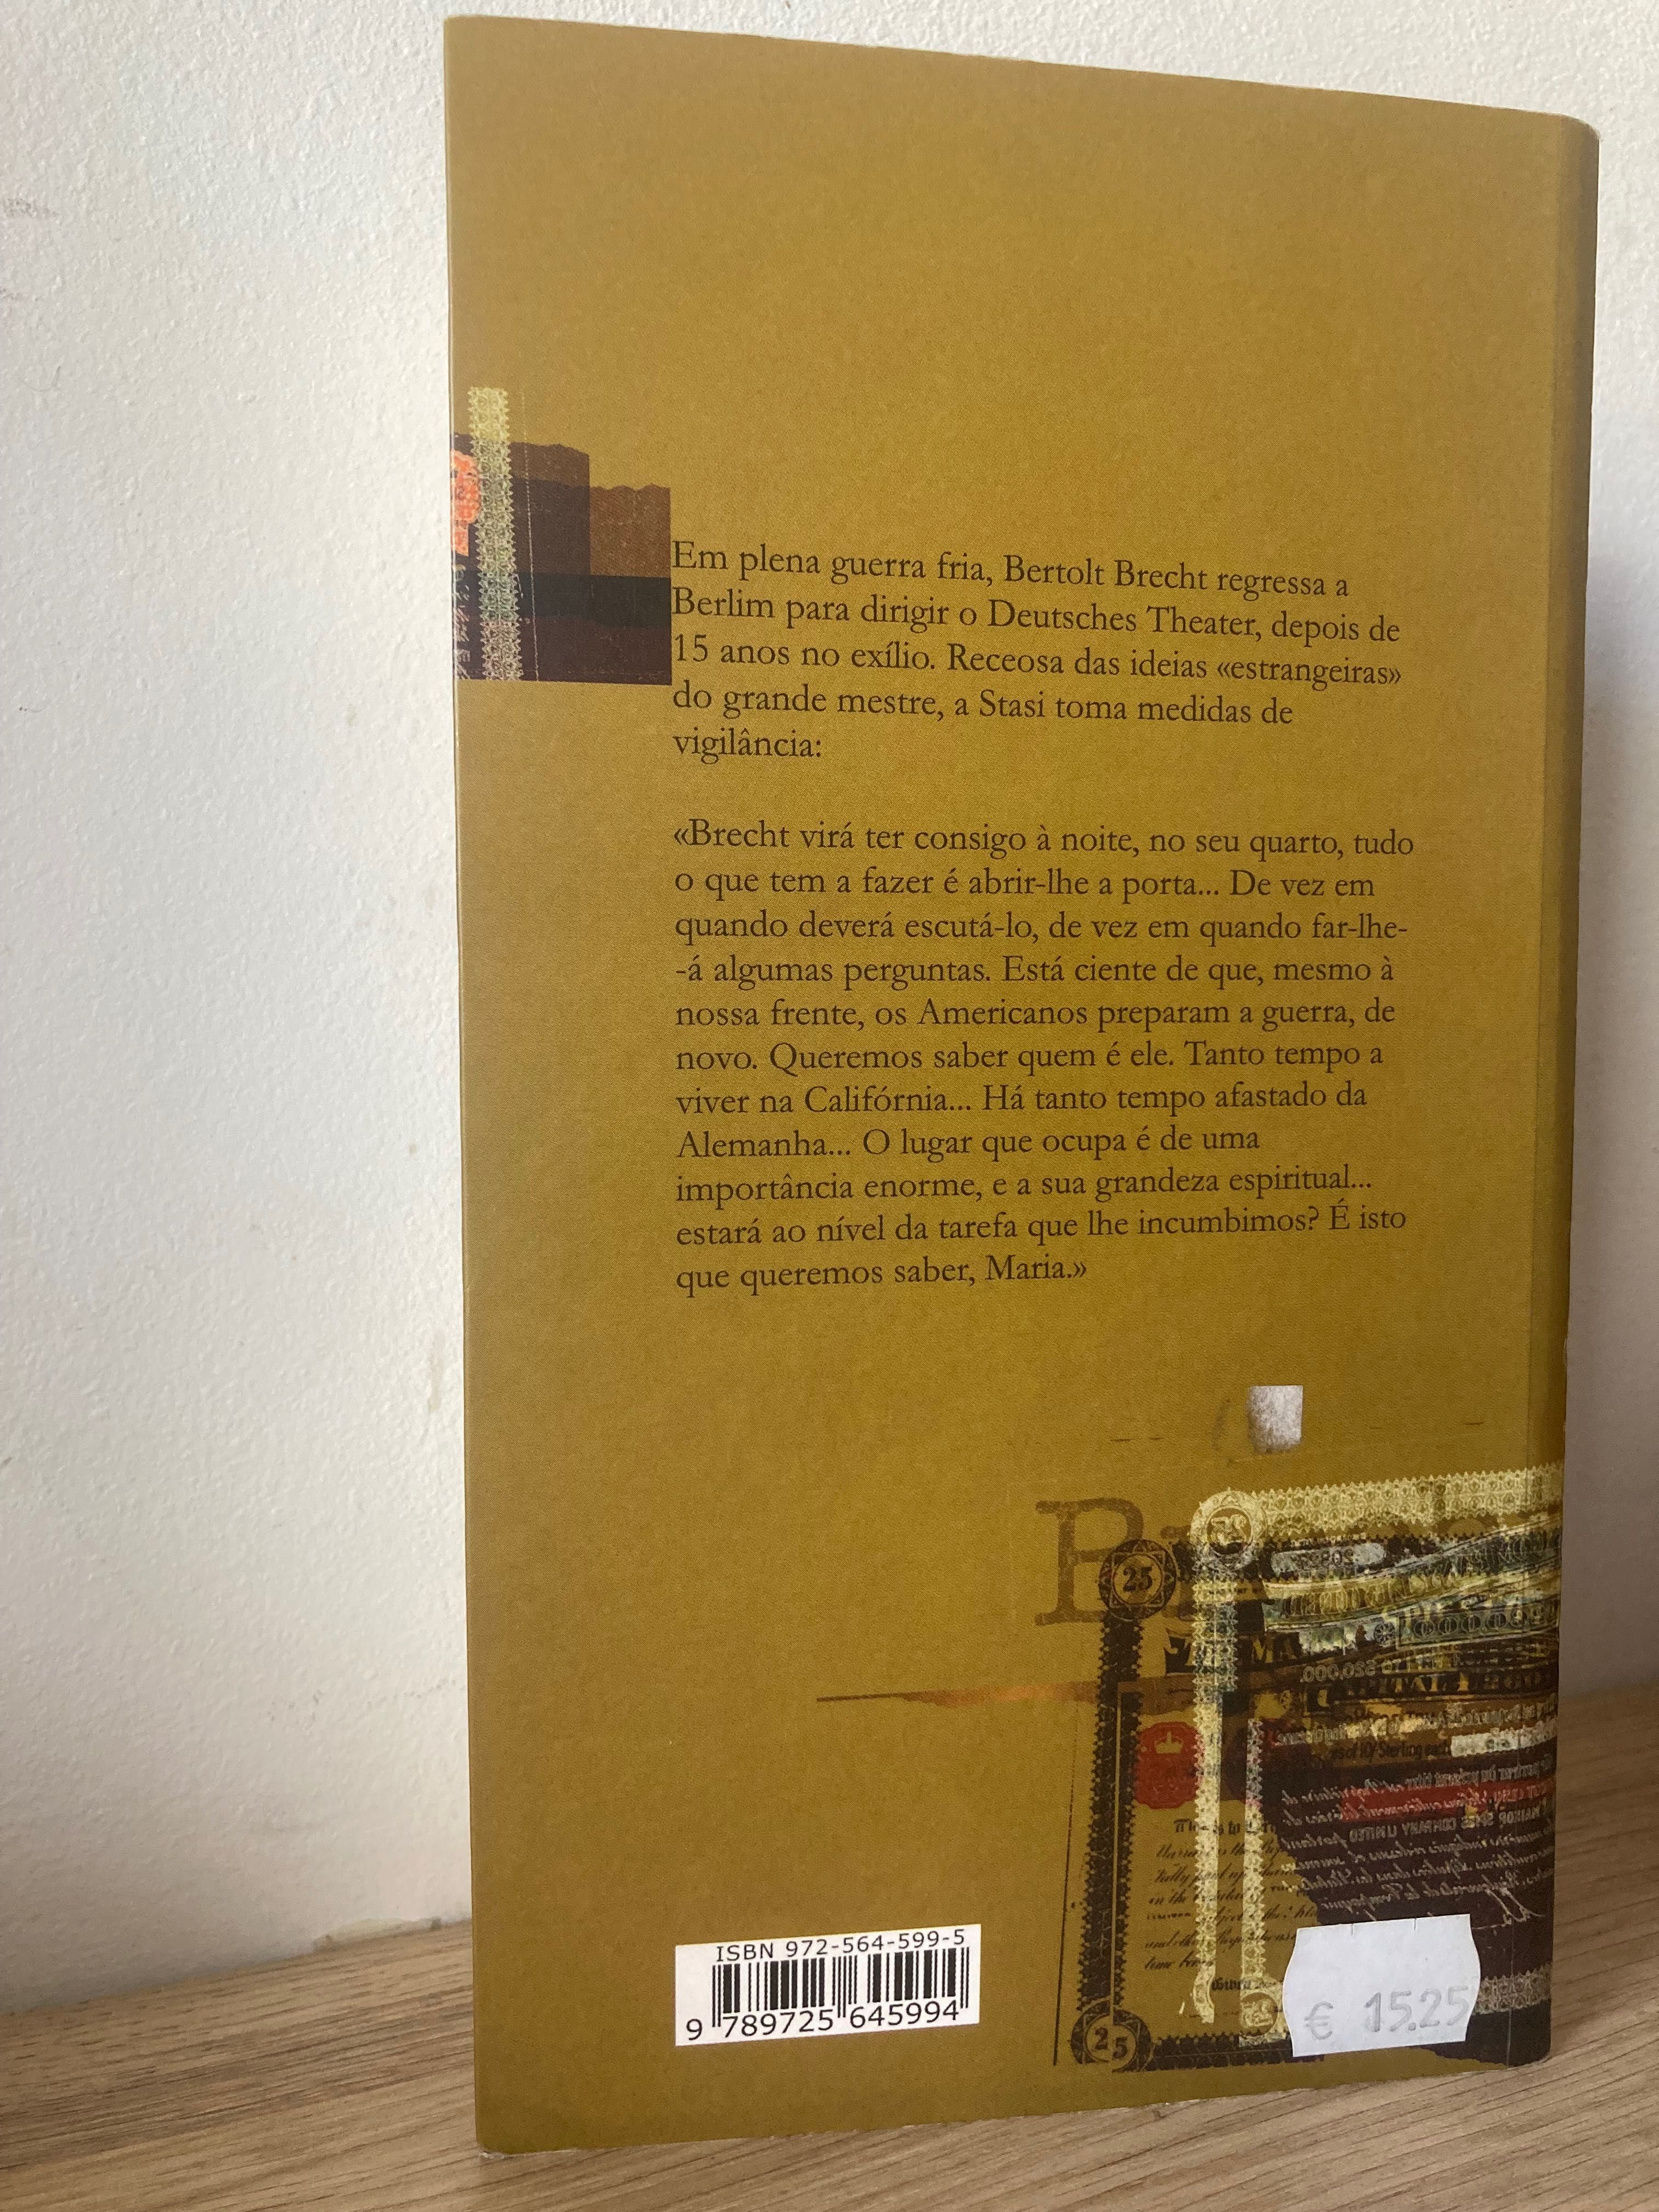 Em plena guerra fria, Bertolt Brecht regressa a
Berlim para dirigir o Deutsches Theater, depois de
15 anos no exílio. Receosa das ideias «estrangeiras»
do grande mestre, a Stasi toma medidas de
vigilância:
«Brecht virá ter consigo à noite, no seu quarto, tudo
o que tem a fazer é abrir-lhe a porta... De vez em
quando deverá escutá-lo, de vez em quando far-lhe-
-á algumas perguntas. Está ciente de que, mesmo à
nossa frente, os Americanos preparam a guerra, de
novo. Queremos saber quem é ele. Tanto tempo a
viver na Califórnia... Há tanto tempo afastado da
Alemanha... O lugar que ocupa é de uma
importância enorme, e a sua grandeza espiritual...
estará ao nível da tarefa que lhe incumbimos? É isto
que queremos saber, Maria.»
25
25
ISBN 972-564-599-5
9 789725 645994
€ 15.25